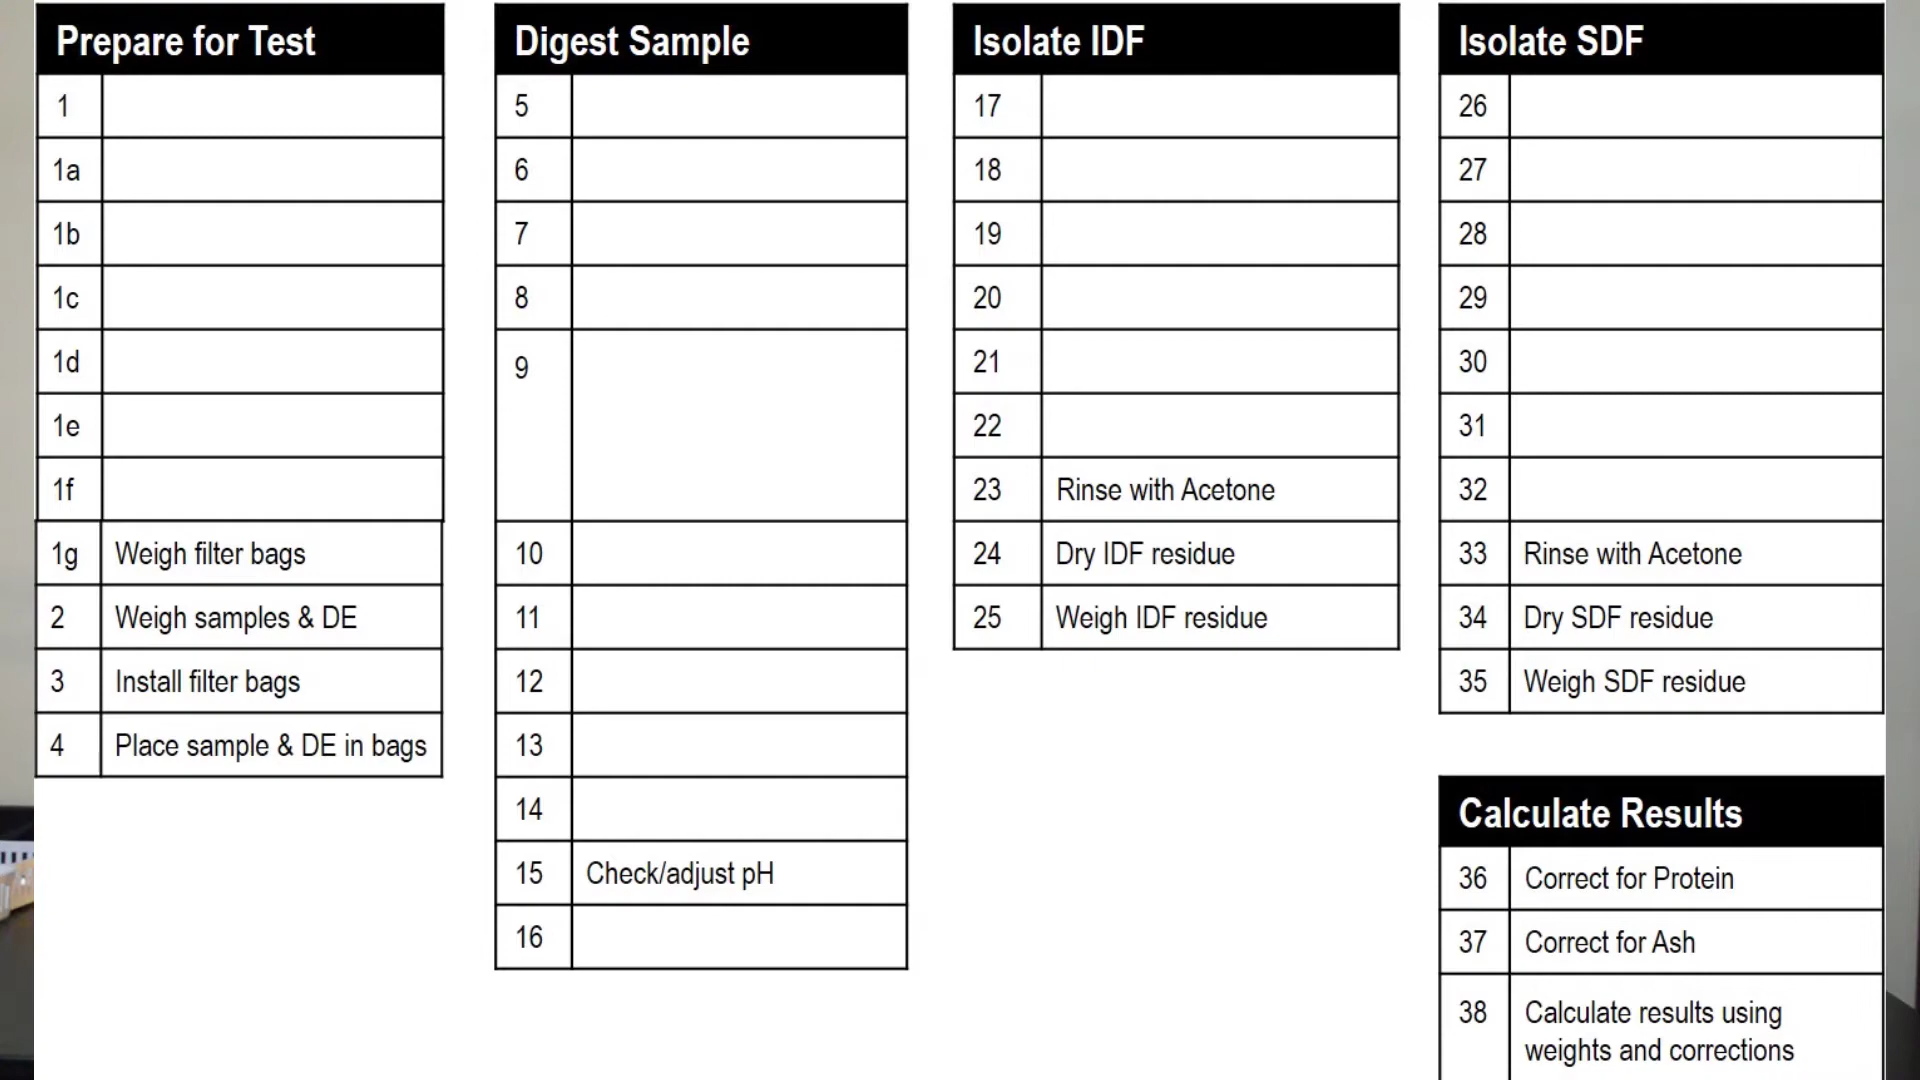 Prepare for Test
1
1a
1b
1c
1d
1e
1f
1g Weigh filter bags
2 Weigh samples & DE
3 Install filter bags
4 Place sample & DE in bags
Digest Sample
5
6
7
8
9
10
11
12
13
14
15 Check/adjust pH
16
Isolate IDF
17
18
19
20
21
22
23 Rinse with Acetone
24 Dry IDF residue
25 Weigh IDF residue
Isolate SDF
26
27
28
29
30
31
32
33 Rinse with Acetone
34 Dry SDF residue
35 Weigh SDF residue
Calculate Results
36 Correct for Protein
37 Correct for Ash
38 Calculate results using
weights and corrections